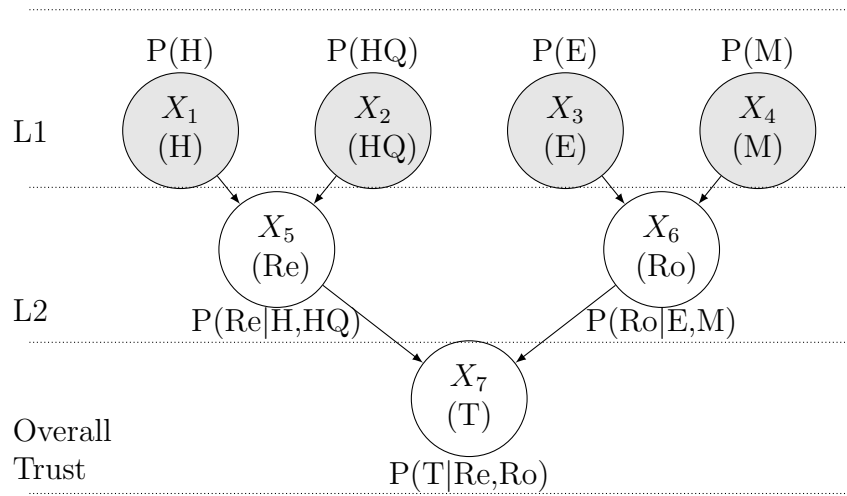 P(H) P(HQ) P(E) P(M)
X₁ X₂ X₃ X₄
L1
(H) (HQ) (E) (M)
X₅ X₆
(Re) (Ro)
L2
P(Re|H,HQ) P(Ro|E,M)
X₇
(T)
Overall
Trust
P(T|Re,Ro)